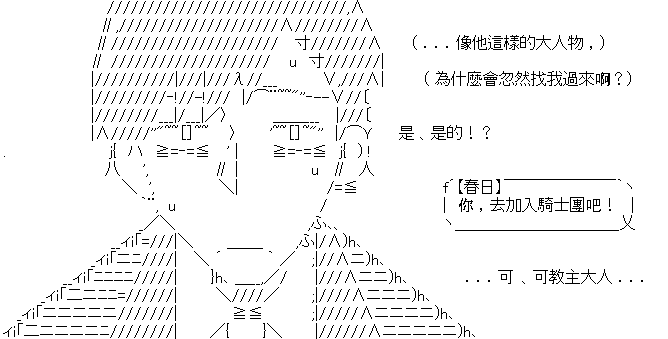 （...像他這樣的大人物，）
（為什麼會忽然找我過來啊？）
是、是的！？
【春日】
你，去加入騎士團吧！
...可、可教主大人...